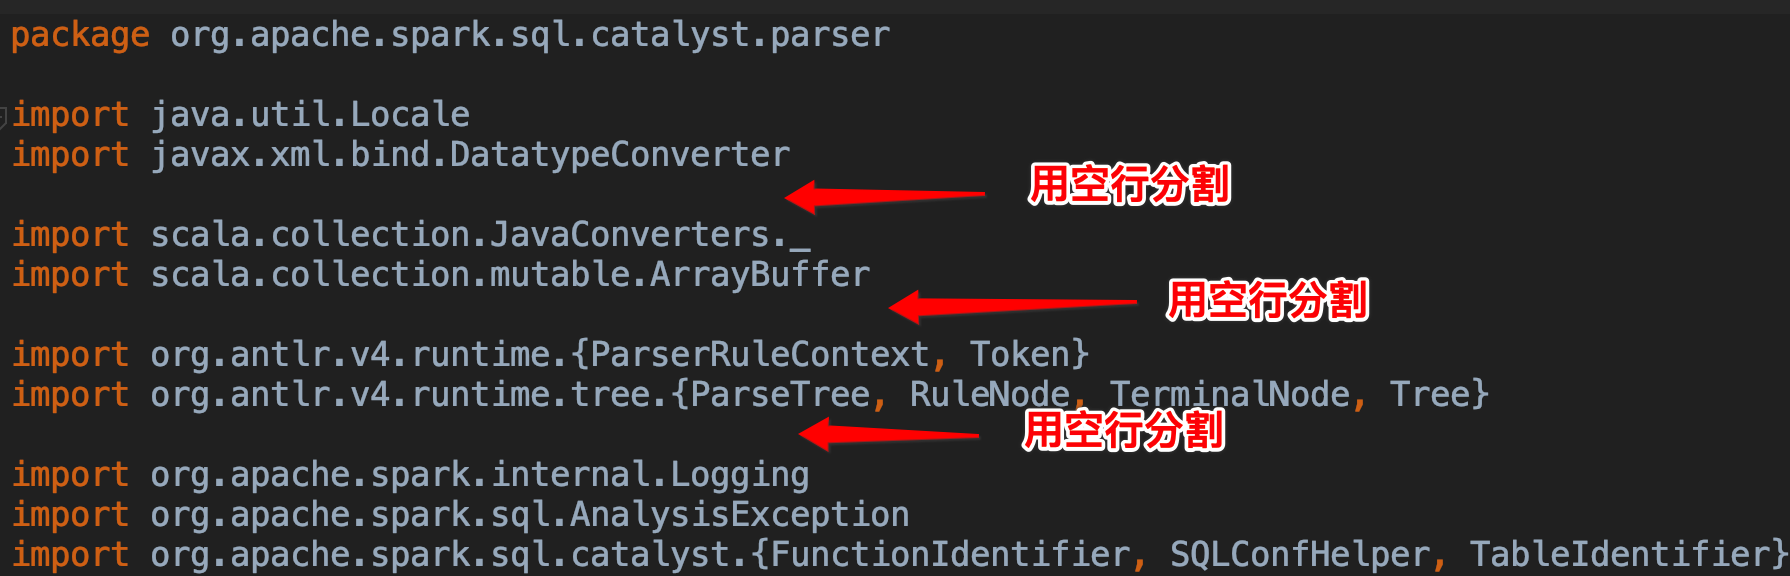 package org.apache.spark.sql.catalyst.parser
import java.util.Locale
import javax.xml.bind.DatatypeConverter
用空行分割
import scala.collection.JavaConverters._
import scala.collection.mutable.ArrayBuffer
用空行分割
import org.antlr.v4.runtime.{ParserRuleContext, Token}
import org.antlr.v4.runtime.tree.{ParseTree, RuleNode, TerminalNode, Tree}
用空行分割
import org.apache.spark.internal.Logging
import org.apache.spark.sql.AnalysisException
import org.apache.spark.sql.catalyst.{FunctionIdentifier, SQLConfHelper, TableIdentifier}